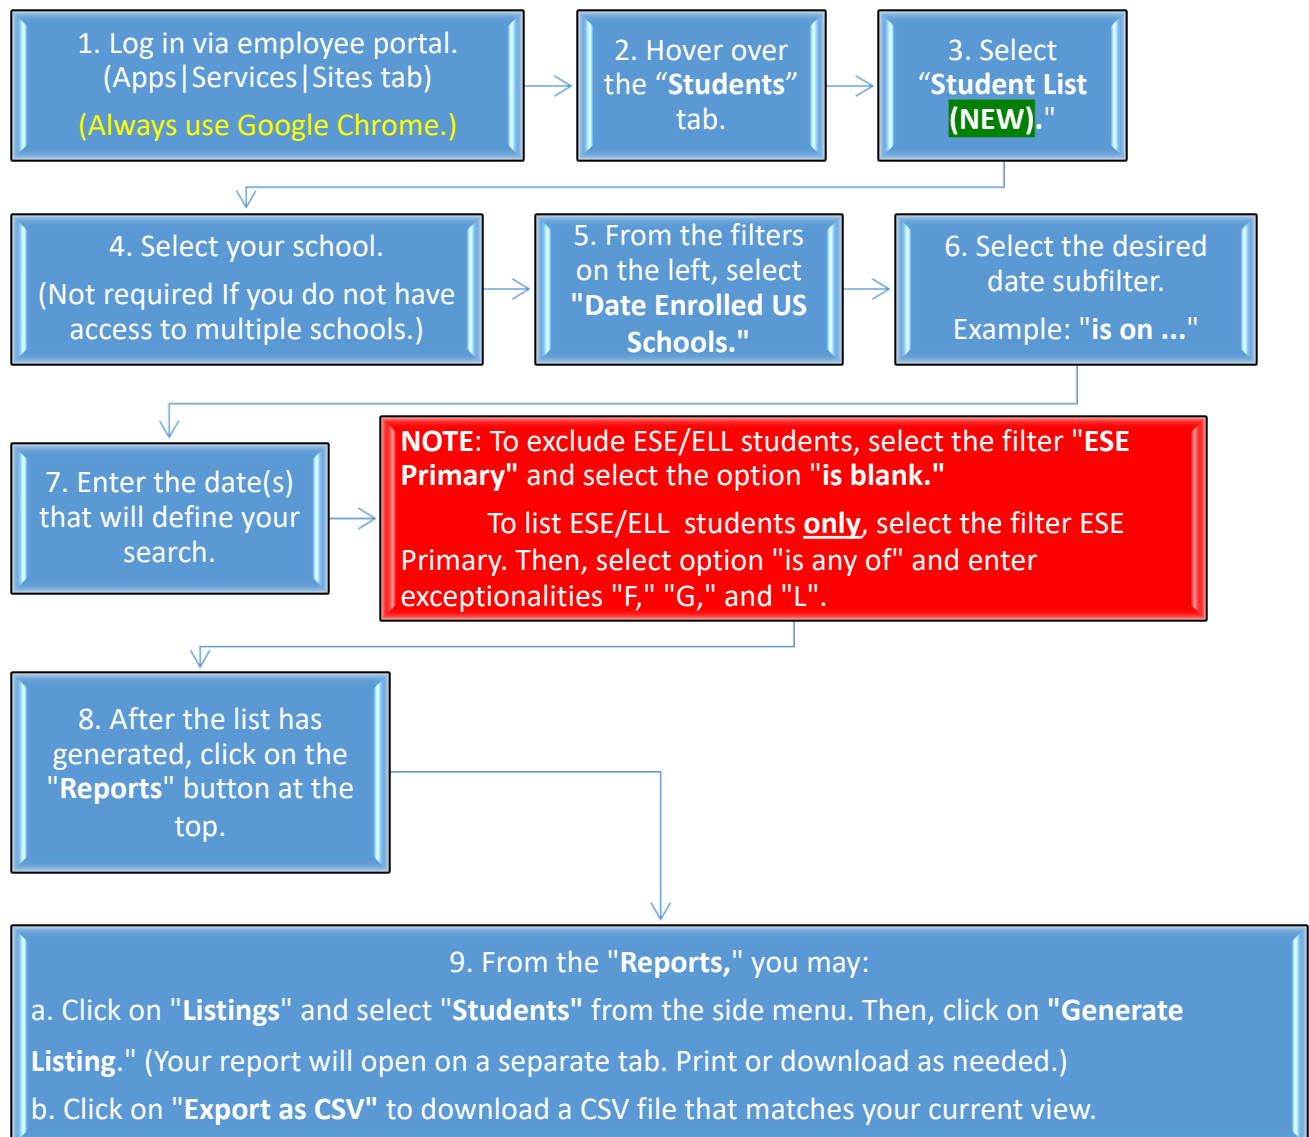 1. Log in via employee portal.
(Apps|Services|Sites tab)
(Always use Google Chrome.)
2. Hover over
the “Students”
tab.
3. Select
“Student List
(NEW)."
4. Select your school.
(Not required If you do not have
access to multiple schools.)
5. From the filters
on the left, select
"Date Enrolled US
Schools."
6. Select the desired
date subfilter.
Example: "is on ..."
7. Enter the date(s)
that will define your
search.
NOTE: To exclude ESE/ELL students, select the filter "ESE
Primary" and select the option "is blank."
To list ESE/ELL  students only, select the filter ESE
Primary. Then, select option "is any of" and enter
exceptionalities "F," "G," and "L".
8. After the list has
generated, click on the
"Reports" button at the
top.
9. From the "Reports," you may:
a. Click on "Listings" and select "Students" from the side menu. Then, click on "Generate
Listing." (Your report will open on a separate tab. Print or download as needed.)
b. Click on "Export as CSV" to download a CSV file that matches your current view.